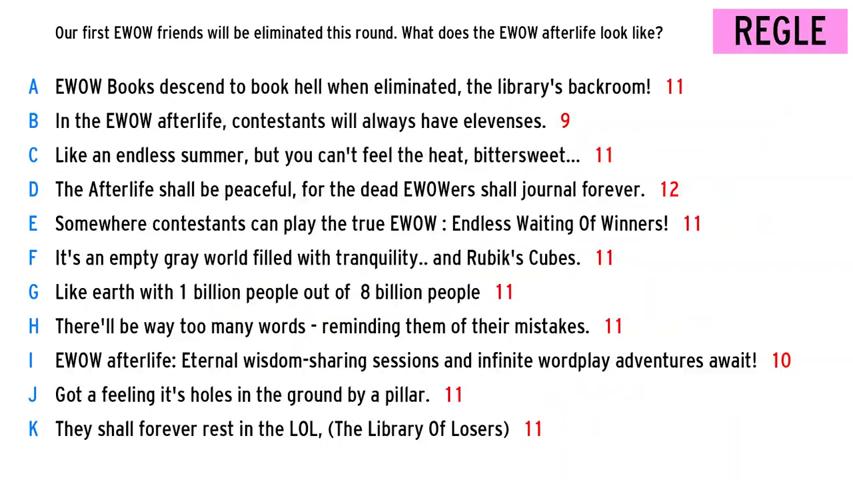 Our first EWOW friends will be eliminated this round. What does the EWOW afterlife look like?
REGLE
A EWOW Books descend to book hell when eliminated, the library's backroom! 11
B In the EWOW afterlife, contestants will always have elevenses. 9
C Like an endless summer, but you can't feel the heat, bittersweet... 11
D The Afterlife shall be peaceful, for the dead EWOWers shall journal forever. 12
E Somewhere contestants can play the true EWOW : Endless Waiting Of Winners! 11
F It's an empty gray world filled with tranquility.. and Rubik's Cubes. 11
G Like earth with 1 billion people out of  8 billion people 11
H There'll be way too many words - reminding them of their mistakes. 11
I EWOW afterlife: Eternal wisdom-sharing sessions and infinite wordplay adventures await! 10
J Got a feeling it's holes in the ground by a pillar. 11
K They shall forever rest in the LOL, (The Library Of Losers) 11